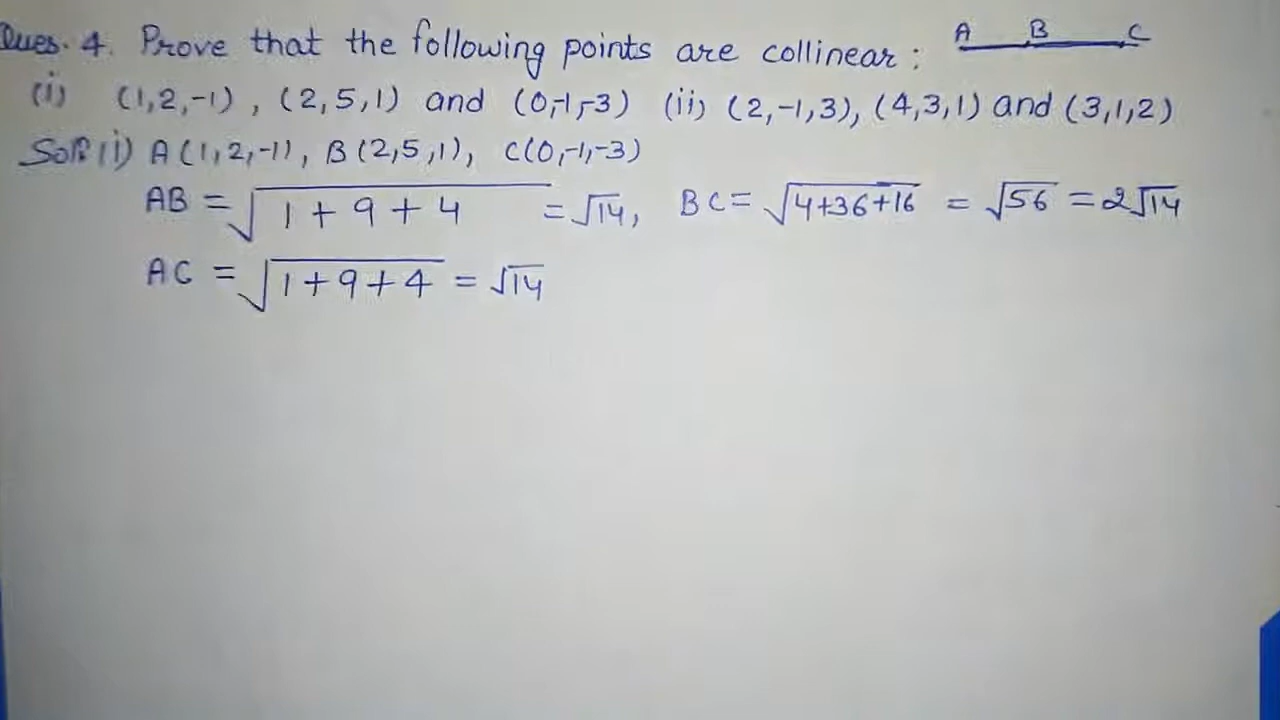 Ques. 4. Prove that the following points are collinear : A B C
(i) (1,2,-1), (2,5,1) and (0,-1,-3) (ii) (2,-1,3), (4,3,1) and (3,1,2)
Solⁿ (i) A(1,2,-1), B(2,5,1), C(0,-1,-3)
AB = √1+9+4 = √14, BC = √4+36+16 = √56 = 2√14
AC = √1+9+4 = √14